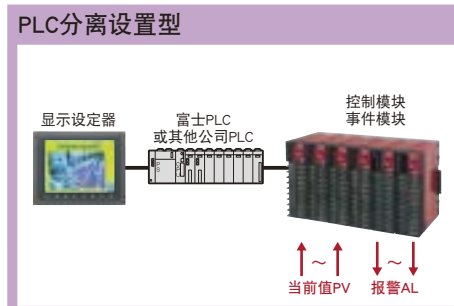 PLC分离设置型
显示设定器
富士PLC
或其他公司PLC
控制模块
事件模块
～
～
当前值PV
报警AL